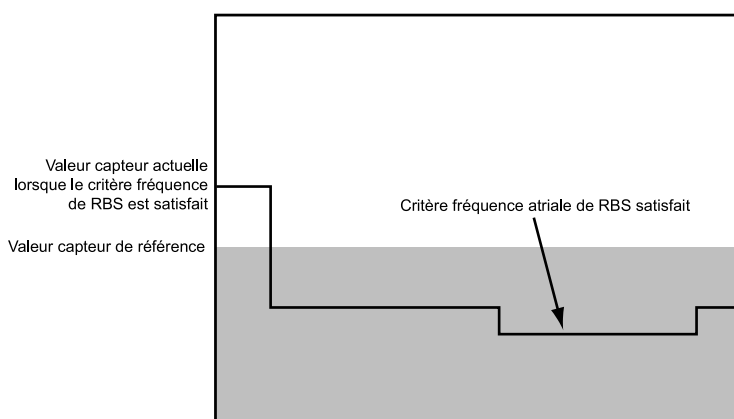 Valeur capteur actuelle
lorsque le critère fréquence
de RBS est satisfait
Critère fréquence atriale de RBS satisfait
Valeur capteur de référence